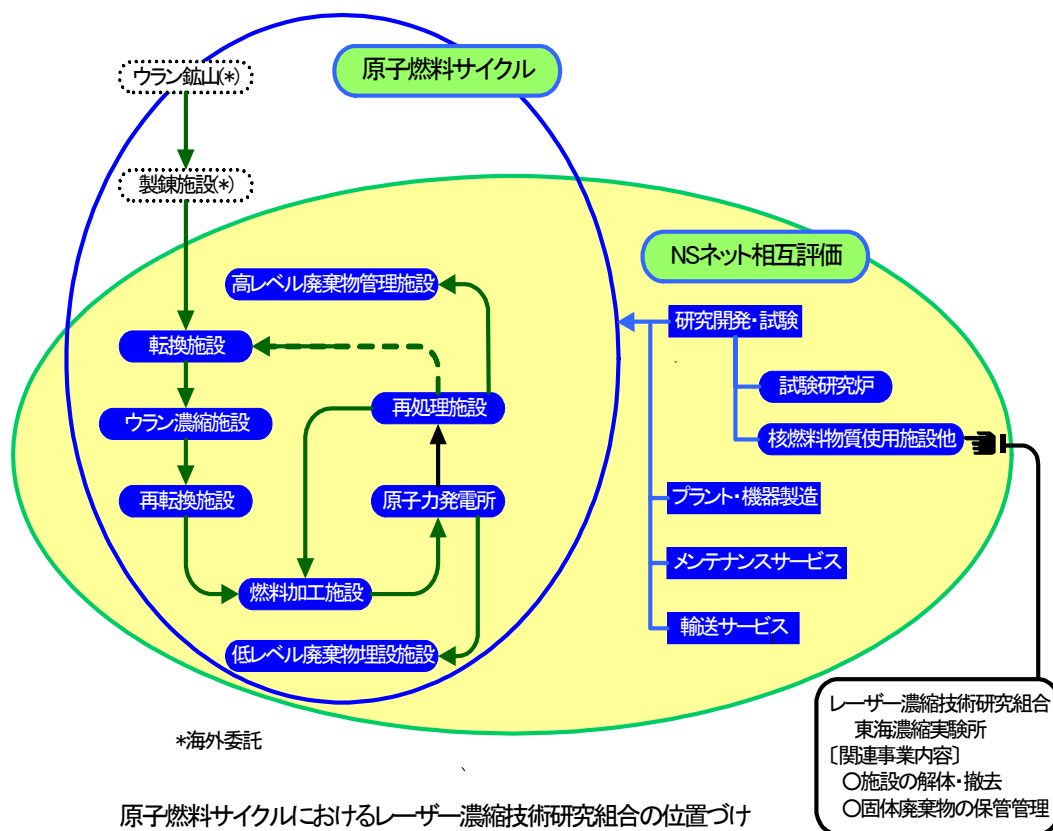 ウラン鉱山(*)
原子燃料サイクル
製錬施設(*)
NSネット相互評価
高レベル廃棄物管理施設
研究開発・試験
転換施設
試験研究炉
再処理施設
ウラン濃縮施設
核燃料物質使用施設他
再転換施設
原子力発電所
プラント・機器製造
メンテナンスサービス
燃料加工施設
輸送サービス
低レベル廃棄物埋設施設
レーザー濃縮技術研究組合
東海濃縮実験所
〔関連事業内容〕
○施設の解体・撤去
○固体廃棄物の保管管理
*海外委託
、
原子燃料サイクルにおけるレーザー濃縮技術研究組合の位置づけ